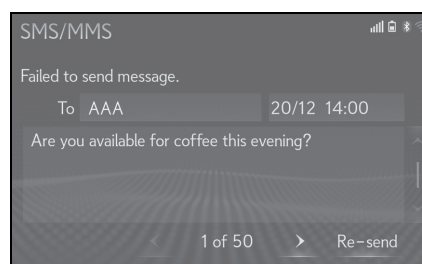 SMS/MMS
Failed to send message.
To AAA 20/12 14:00
Are you available for coffee this evening?
1 of 50 Re-send